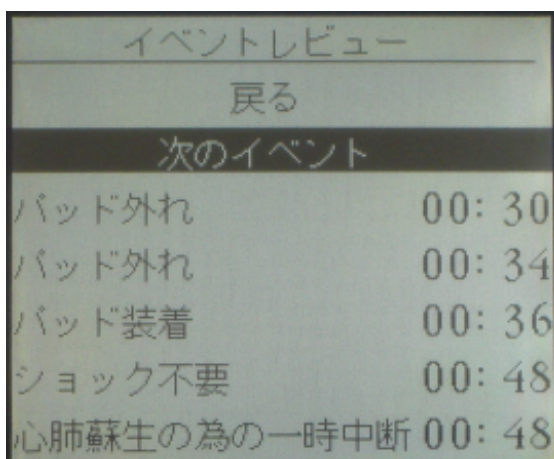 イベントレビュー
戻る
次のイベント
パッド外れ 00:30
パッド外れ 00:34
パッド装着 00:36
ショック不要 00:48
心肺蘇生の為の一時中断 00:48